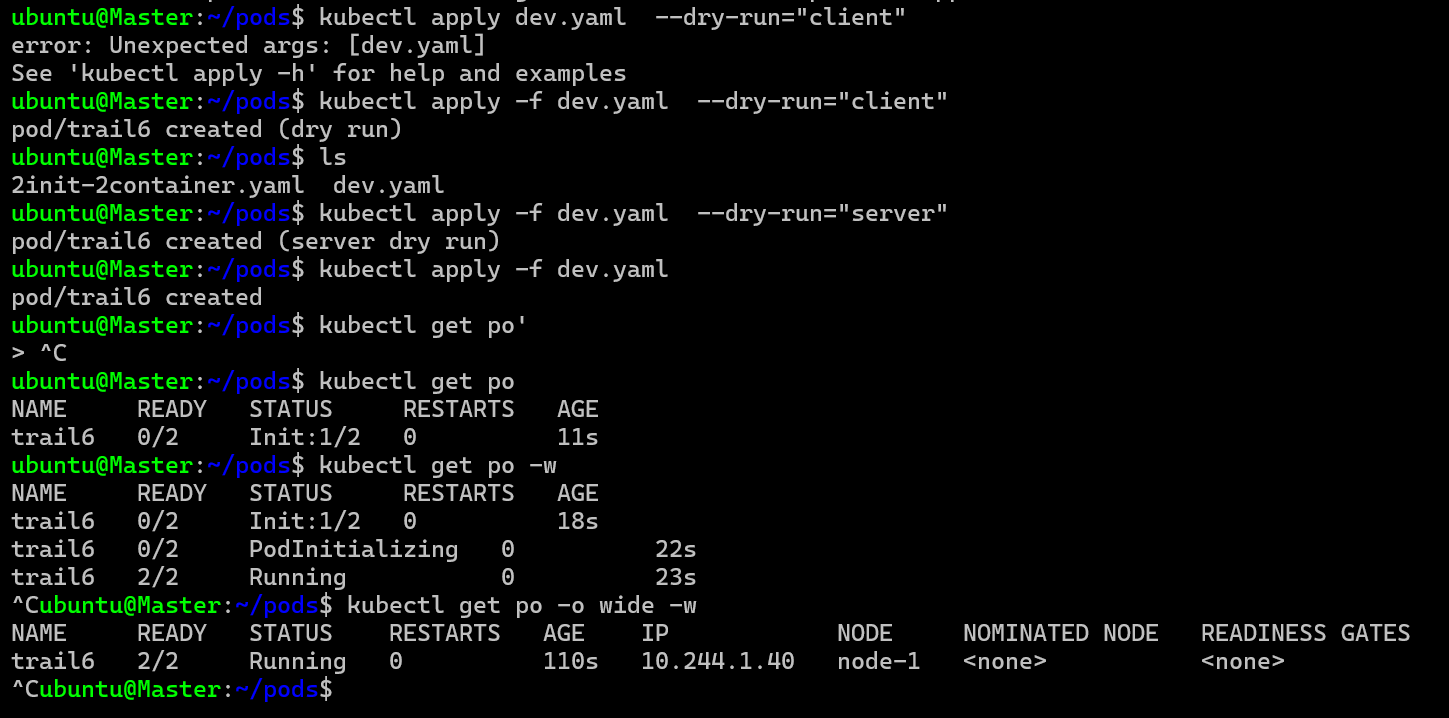 ubuntu@Master:~/pods$ kubectl apply dev.yaml  --dry-run="client"
error: Unexpected args: [dev.yaml]
See 'kubectl apply -h' for help and examples
ubuntu@Master:~/pods$ kubectl apply -f dev.yaml  --dry-run="client"
pod/trail6 created (dry run)
ubuntu@Master:~/pods$ ls
2init-2container.yaml  dev.yaml
ubuntu@Master:~/pods$ kubectl apply -f dev.yaml  --dry-run="server"
pod/trail6 created (server dry run)
ubuntu@Master:~/pods$ kubectl apply -f dev.yaml
pod/trail6 created
ubuntu@Master:~/pods$ kubectl get po'
> ^C
ubuntu@Master:~/pods$ kubectl get po
NAME     READY   STATUS     RESTARTS   AGE
trail6   0/2     Init:1/2   0          11s
ubuntu@Master:~/pods$ kubectl get po -w
NAME     READY   STATUS     RESTARTS   AGE
trail6   0/2     Init:1/2   0          18s
trail6   0/2     PodInitializing   0          22s
trail6   2/2     Running           0          23s
^Cubuntu@Master:~/pods$ kubectl get po -o wide -w
NAME     READY   STATUS    RESTARTS   AGE    IP            NODE     NOMINATED NODE   READINESS GATES
trail6   2/2     Running   0          110s   10.244.1.40   node-1   <none>           <none>
^Cubuntu@Master:~/pods$